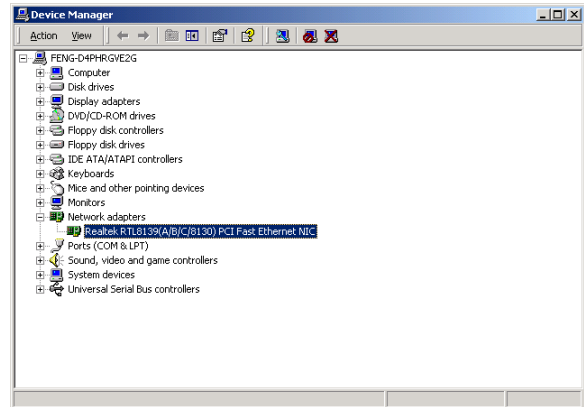 Device Manager
Action View
FENG-D4PHRGVE2G
Computer
Disk drives
Display adapters
DVD/CD-ROM drives
Floppy disk controllers
Floppy disk drives
IDE ATA/ATAPI controllers
Keyboards
Mice and other pointing devices
Monitors
Network adapters
Realtek RTL8139(A/B/C/8130) PCI Fast Ethernet NIC
Ports (COM & LPT)
Sound, video and game controllers
System devices
Universal Serial Bus controllers